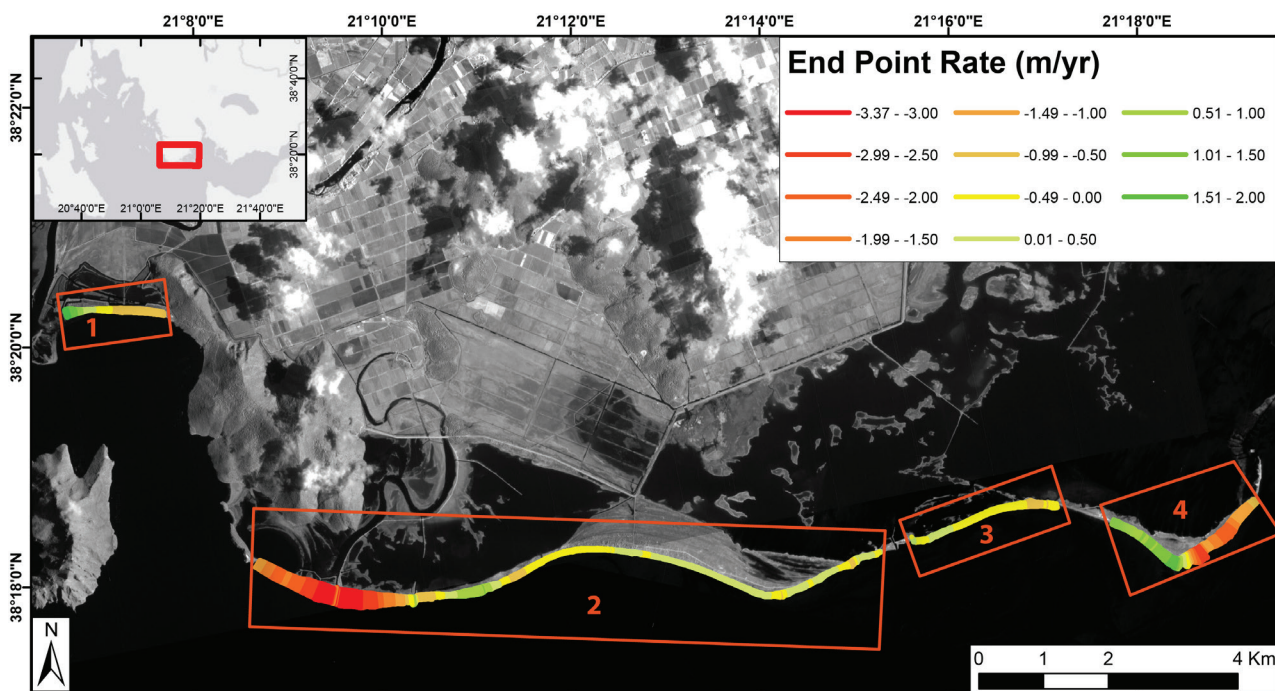 21°8'0"E 21°10'0"E 21°12'0"E 21°14'0"E 21°16'0"E 21°18'0"E
38°22'0"N
38°20'0"N
38°18'0"N
38°40'0"N
38°20'0"N
20°40'0"E 21°0'0"E 21°20'0"E 21°40'0"E
End Point Rate (m/yr)
-3.37 - -3.00 -1.49 - -1.00 0.51 - 1.00
-2.99 - -2.50 -0.99 - -0.50 1.01 - 1.50
-2.49 - -2.00 -0.49 - 0.00 1.51 - 2.00
-1.99 - -1.50 0.01 - 0.50
1
2
3
4
N
0 1 2 4 Km